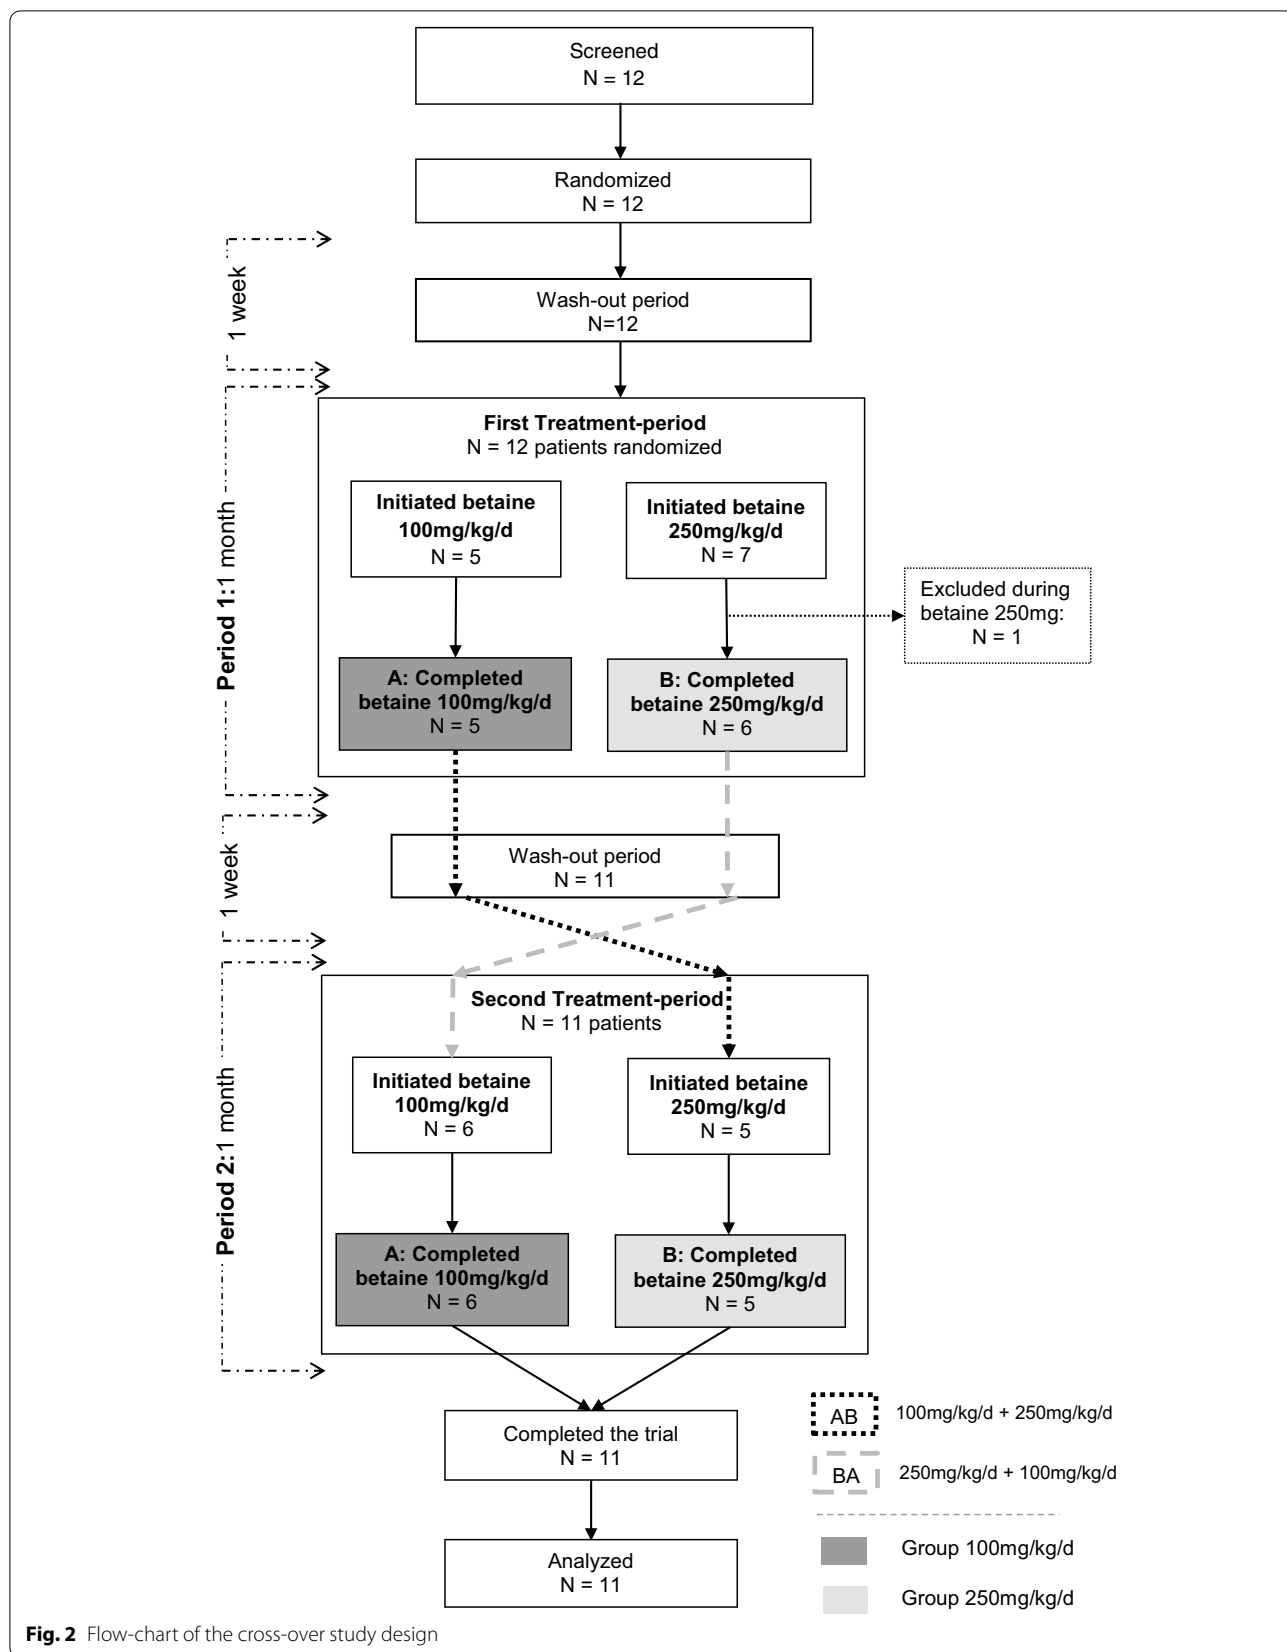 Screened
N = 12
Randomized
N = 12
1 week
Wash-out period
N=12
Period 1:1 month
First Treatment-period
N = 12 patients randomized
Initiated betaine
100mg/kg/d
N = 5
Initiated betaine
250mg/kg/d
N = 7
Excluded during
betaine 250mg:
N = 1
A: Completed
betaine 100mg/kg/d
N = 5
B: Completed
betaine 250mg/kg/d
N = 6
1 week
Wash-out period
N = 11
Period 2:1 month
Second Treatment-period
N = 11 patients
Initiated betaine
100mg/kg/d
N = 6
Initiated betaine
250mg/kg/d
N = 5
A: Completed
betaine 100mg/kg/d
N = 6
B: Completed
betaine 250mg/kg/d
N = 5
Completed the trial
N = 11
Analyzed
N = 11
AB 100mg/kg/d + 250mg/kg/d
BA 250mg/kg/d + 100mg/kg/d
Group 100mg/kg/d
Group 250mg/kg/d
Fig. 2 Flow-chart of the cross-over study design